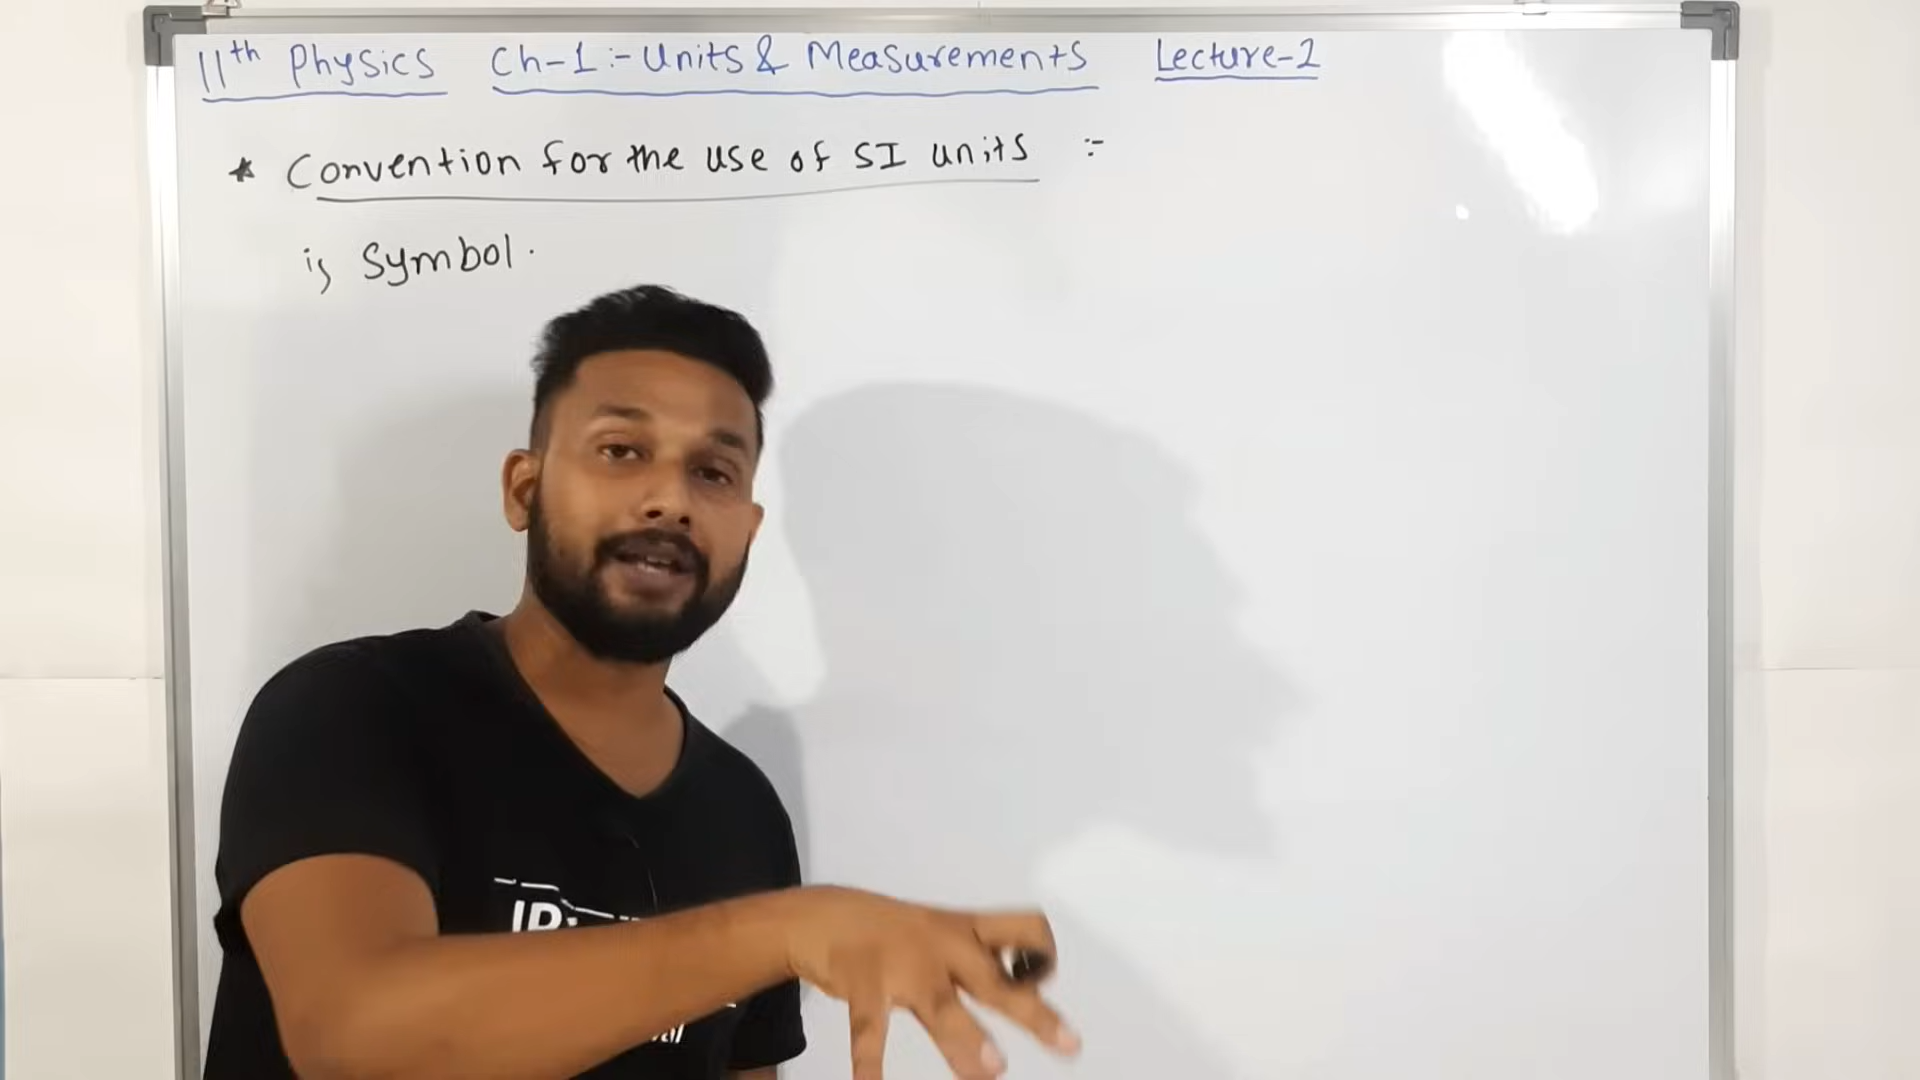 11th Physics Ch-1:- Units & Measurements Lecture-2
* Convention for the use of SI units :-
i> Symbol.